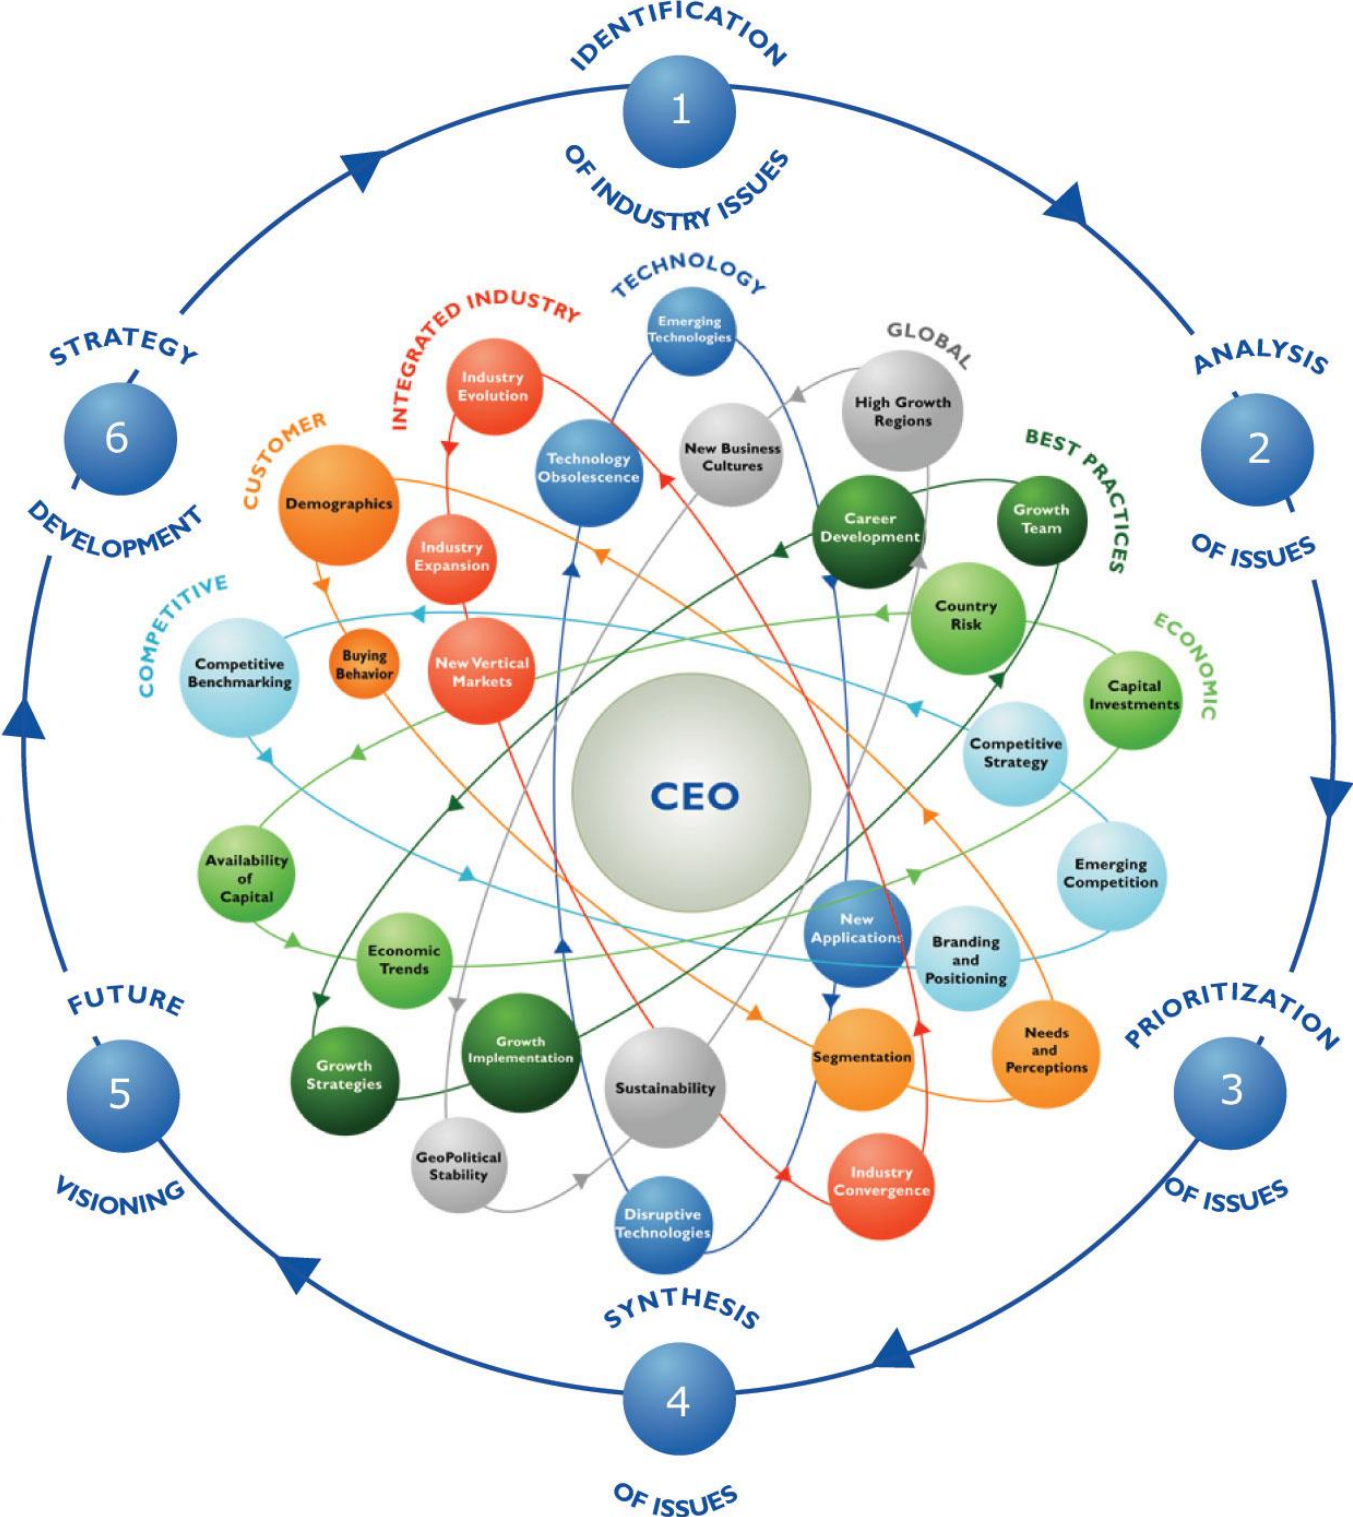 IDENTIFICATION
1
OF INDUSTRY ISSUES
TECHNOLOGY
Emerging
Technologies
INTEGRATED INDUSTRY
Industry
Evolution
GLOBAL
High Growth
Regions
STRATEGY
6
DEVELOPMENT
ANALYSIS
2
OF ISSUES
CUSTOMER
Demographics
Technology
Obsolescence
New Business
Cultures
BEST PRACTICES
Career
Development
Growth
Team
Industry
Expansion
COMPETITIVE
Competitive
Benchmarking
Buying
Behavior
New Vertical
Markets
Country
Risk
ECONOMIC
Capital
Investments
Competitive
Strategy
CEO
Availability
of
Capital
Emerging
Competition
Economic
Trends
New
Applications
Branding
and
Positioning
FUTURE
5
VISIONING
PRIORITIZATION
3
OF ISSUES
Growth
Strategies
Growth
Implementation
Sustainability
Segmentation
Needs
and
Perceptions
GeoPolitical
Stability
Industry
Convergence
Disruptive
Technologies
SYNTHESIS
4
OF ISSUES